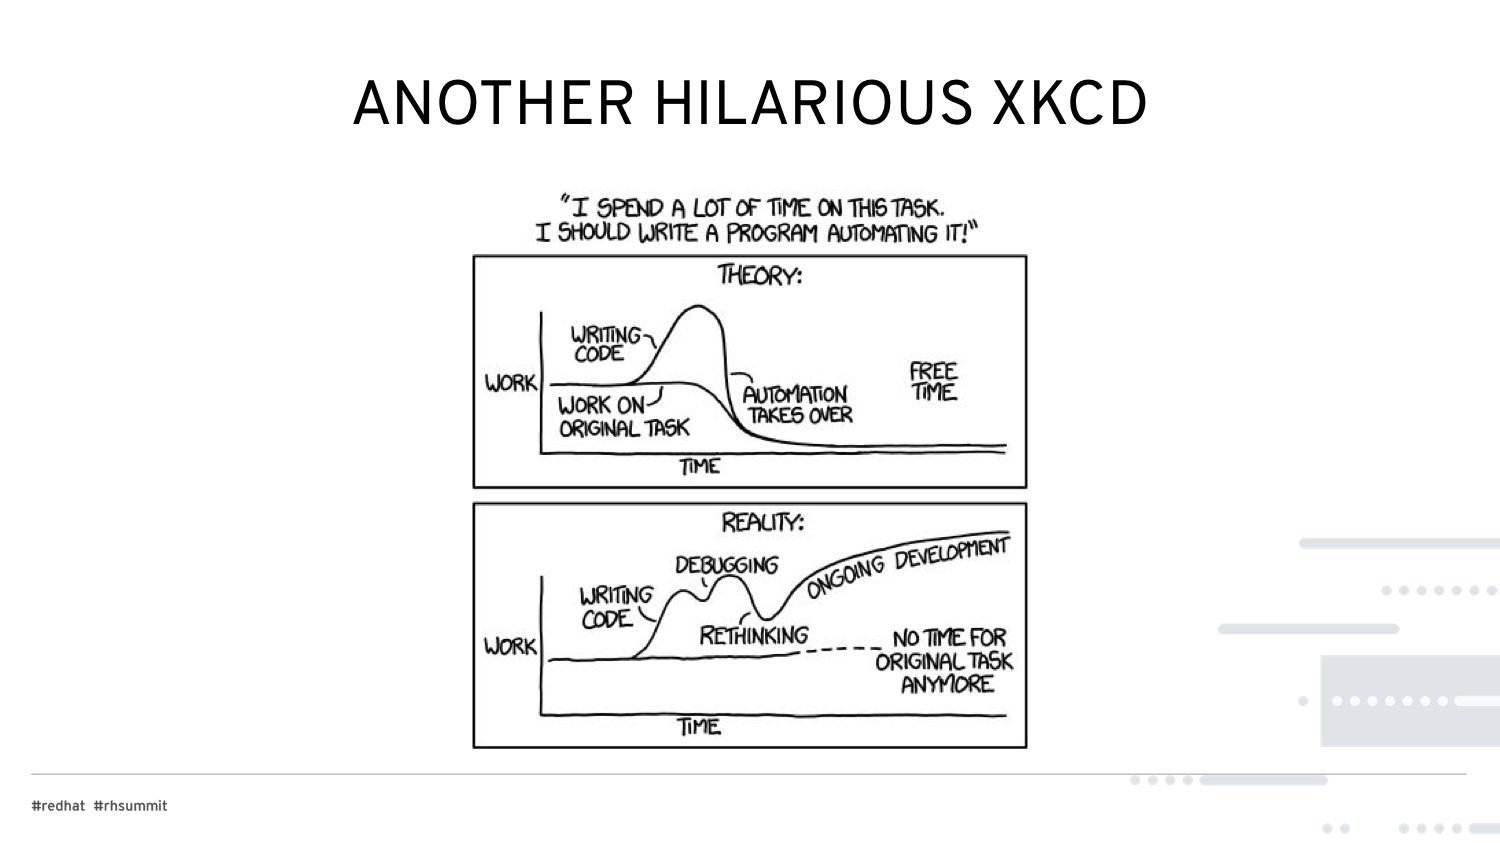 ANOTHER HILARIOUS XKCD
"I SPEND A LOT OF TIME ON THIS TASK.
I SHOULD WRITE A PROGRAM AUTOMATING IT!"
THEORY:
WRITING
CODE
WORK
WORK ON
ORIGINAL TASK
AUTOMATION
TAKES OVER
FREE
TIME
TIME
REALITY:
DEBUGGING
WRITING
CODE
ONGOING DEVELOPMENT
RETHINKING
WORK
NO TIME FOR
ORIGINAL TASK
ANYMORE
TIME
#redhat #rhsummit